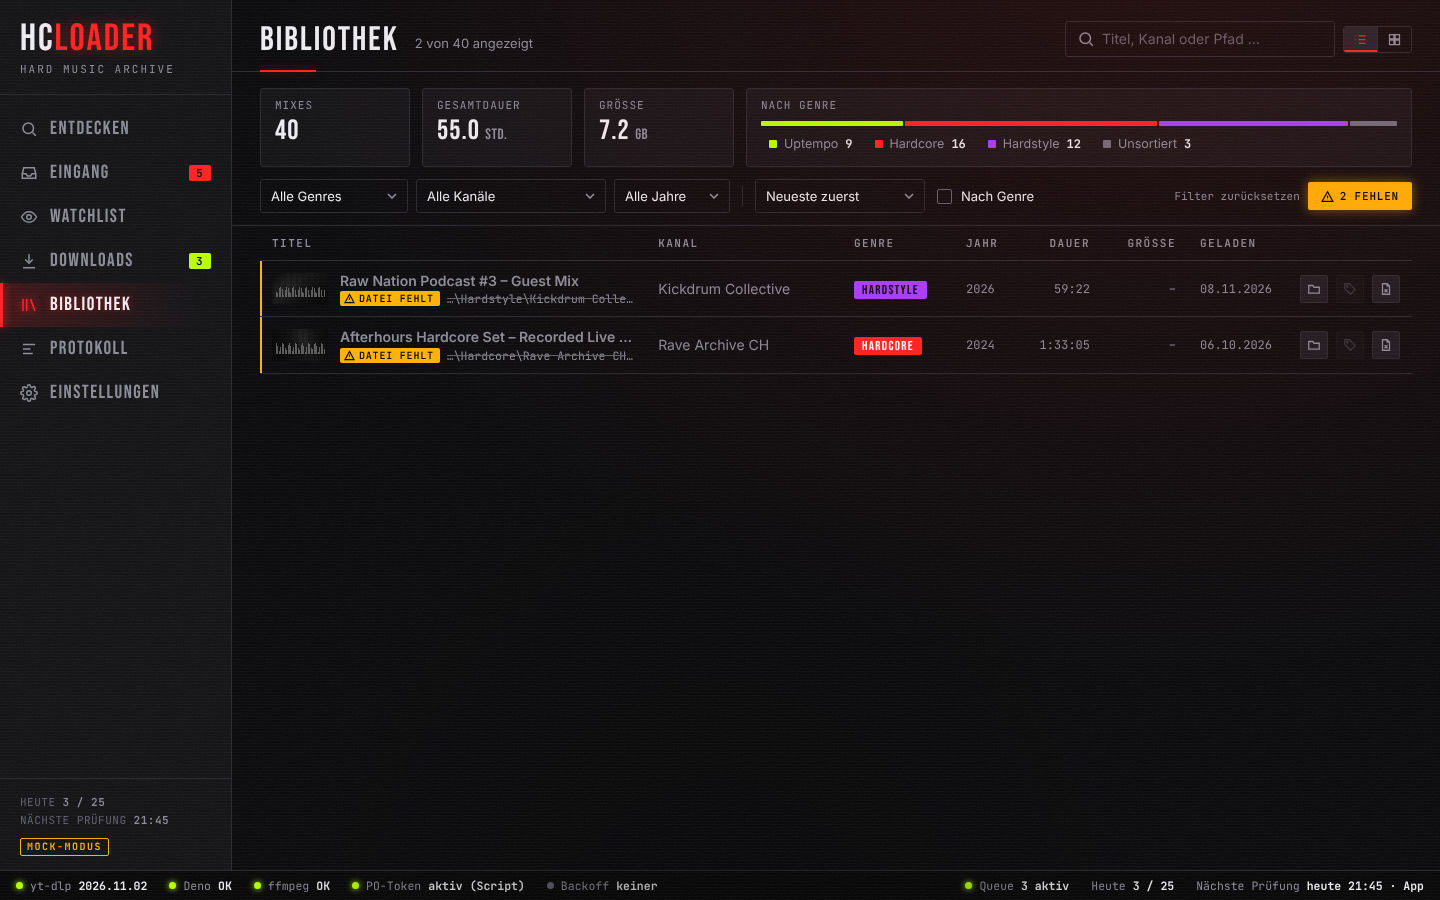 HCLOADER
HARD MUSIC ARCHIVE
ENTDECKEN
EINGANG 5
WATCHLIST
DOWNLOADS 3
BIBLIOTHEK
PROTOKOLL
EINSTELLUNGEN
HEUTE 3 / 25
NÄCHSTE PRÜFUNG 21:45
MOCK-MODUS
BIBLIOTHEK 2 von 40 angezeigt
Titel, Kanal oder Pfad ...
MIXES
40
GESAMTDAUER
55.0 STD.
GRÖSSE
7.2 GB
NACH GENRE
Uptempo 9 Hardcore 16 Hardstyle 12 Unsortiert 3
Alle Genres Alle Kanäle Alle Jahre Neueste zuerst Nach Genre Filter zurücksetzen 2 FEHLEN
TITEL KANAL GENRE JAHR DAUER GRÖSSE GELADEN
Raw Nation Podcast #3 – Guest Mix
DATEI FEHLT …\Hardstyle\Kickdrum Colle…
Kickdrum Collective HARDSTYLE 2026 59:22 – 08.11.2026
Afterhours Hardcore Set – Recorded Live …
DATEI FEHLT …\Hardcore\Rave Archive CH…
Rave Archive CH HARDCORE 2024 1:33:05 – 06.10.2026
yt-dlp 2026.11.02 Deno OK ffmpeg OK PO-Token aktiv (Script) Backoff keiner Queue 3 aktiv Heute 3 / 25 Nächste Prüfung heute 21:45 · App